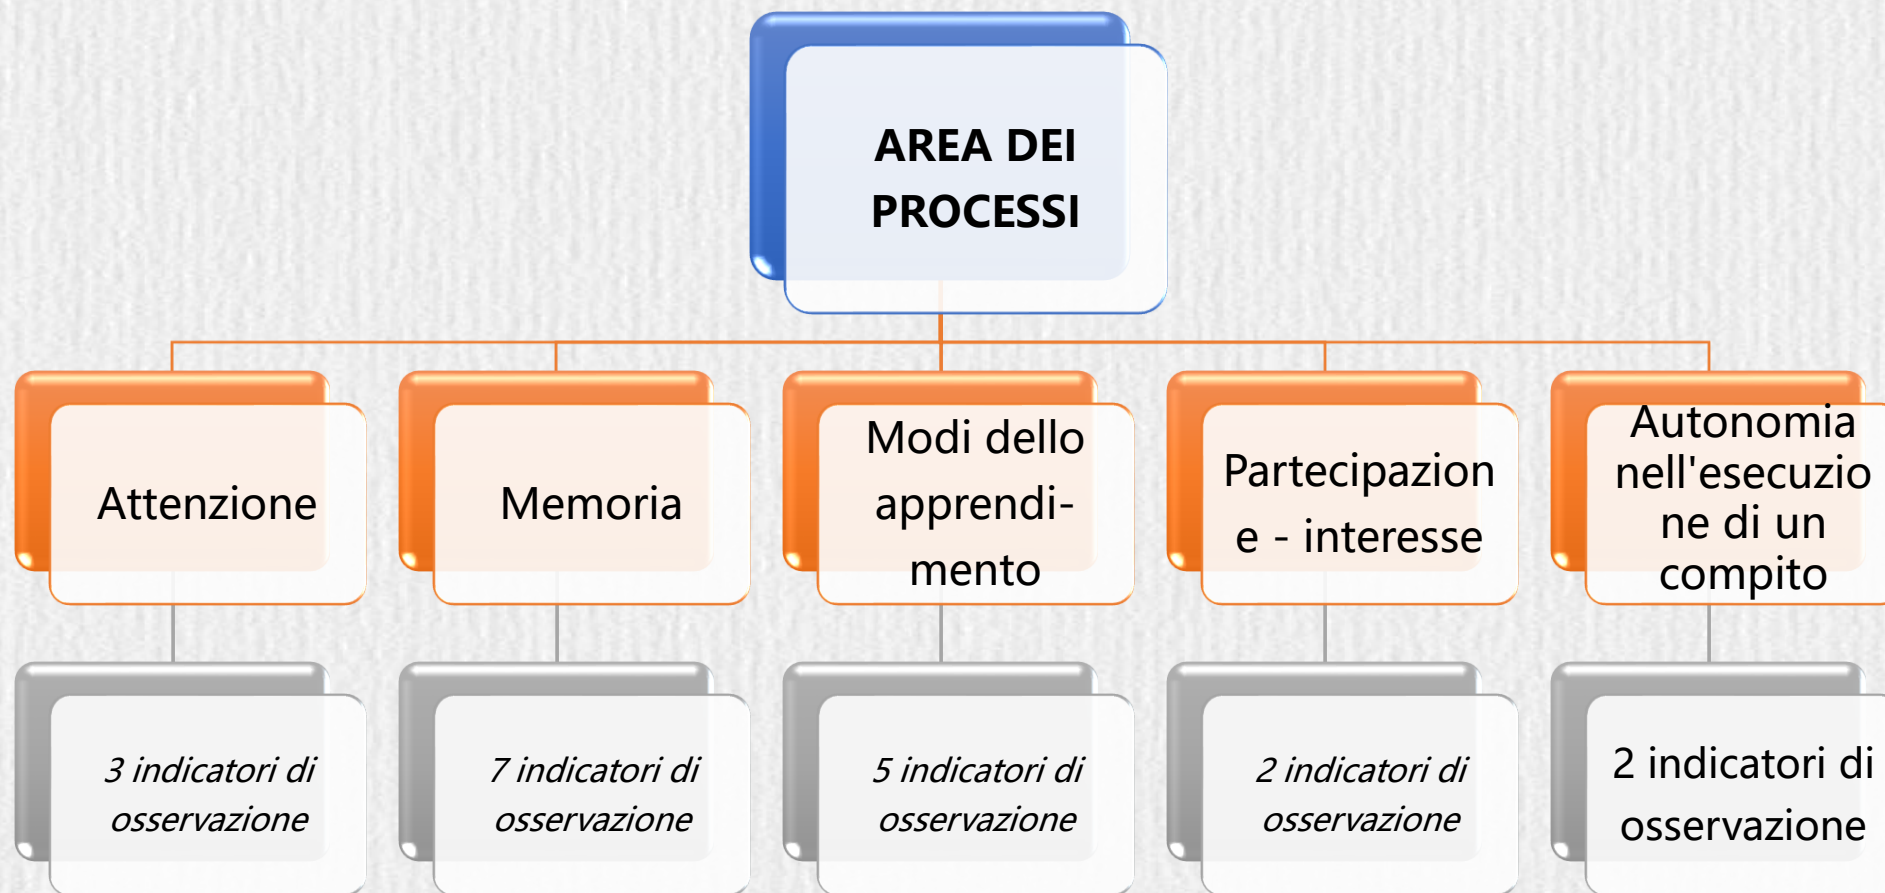 AREA DEI
PROCESSI
Attenzione
Memoria
Modi dello
apprendi-
mento
Partecipazion
e - interesse
Autonomia
nell'esecuzio
ne di un
compito
3 indicatori di
osservazione
7 indicatori di
osservazione
5 indicatori di
osservazione
2 indicatori di
osservazione
2 indicatori di
osservazione